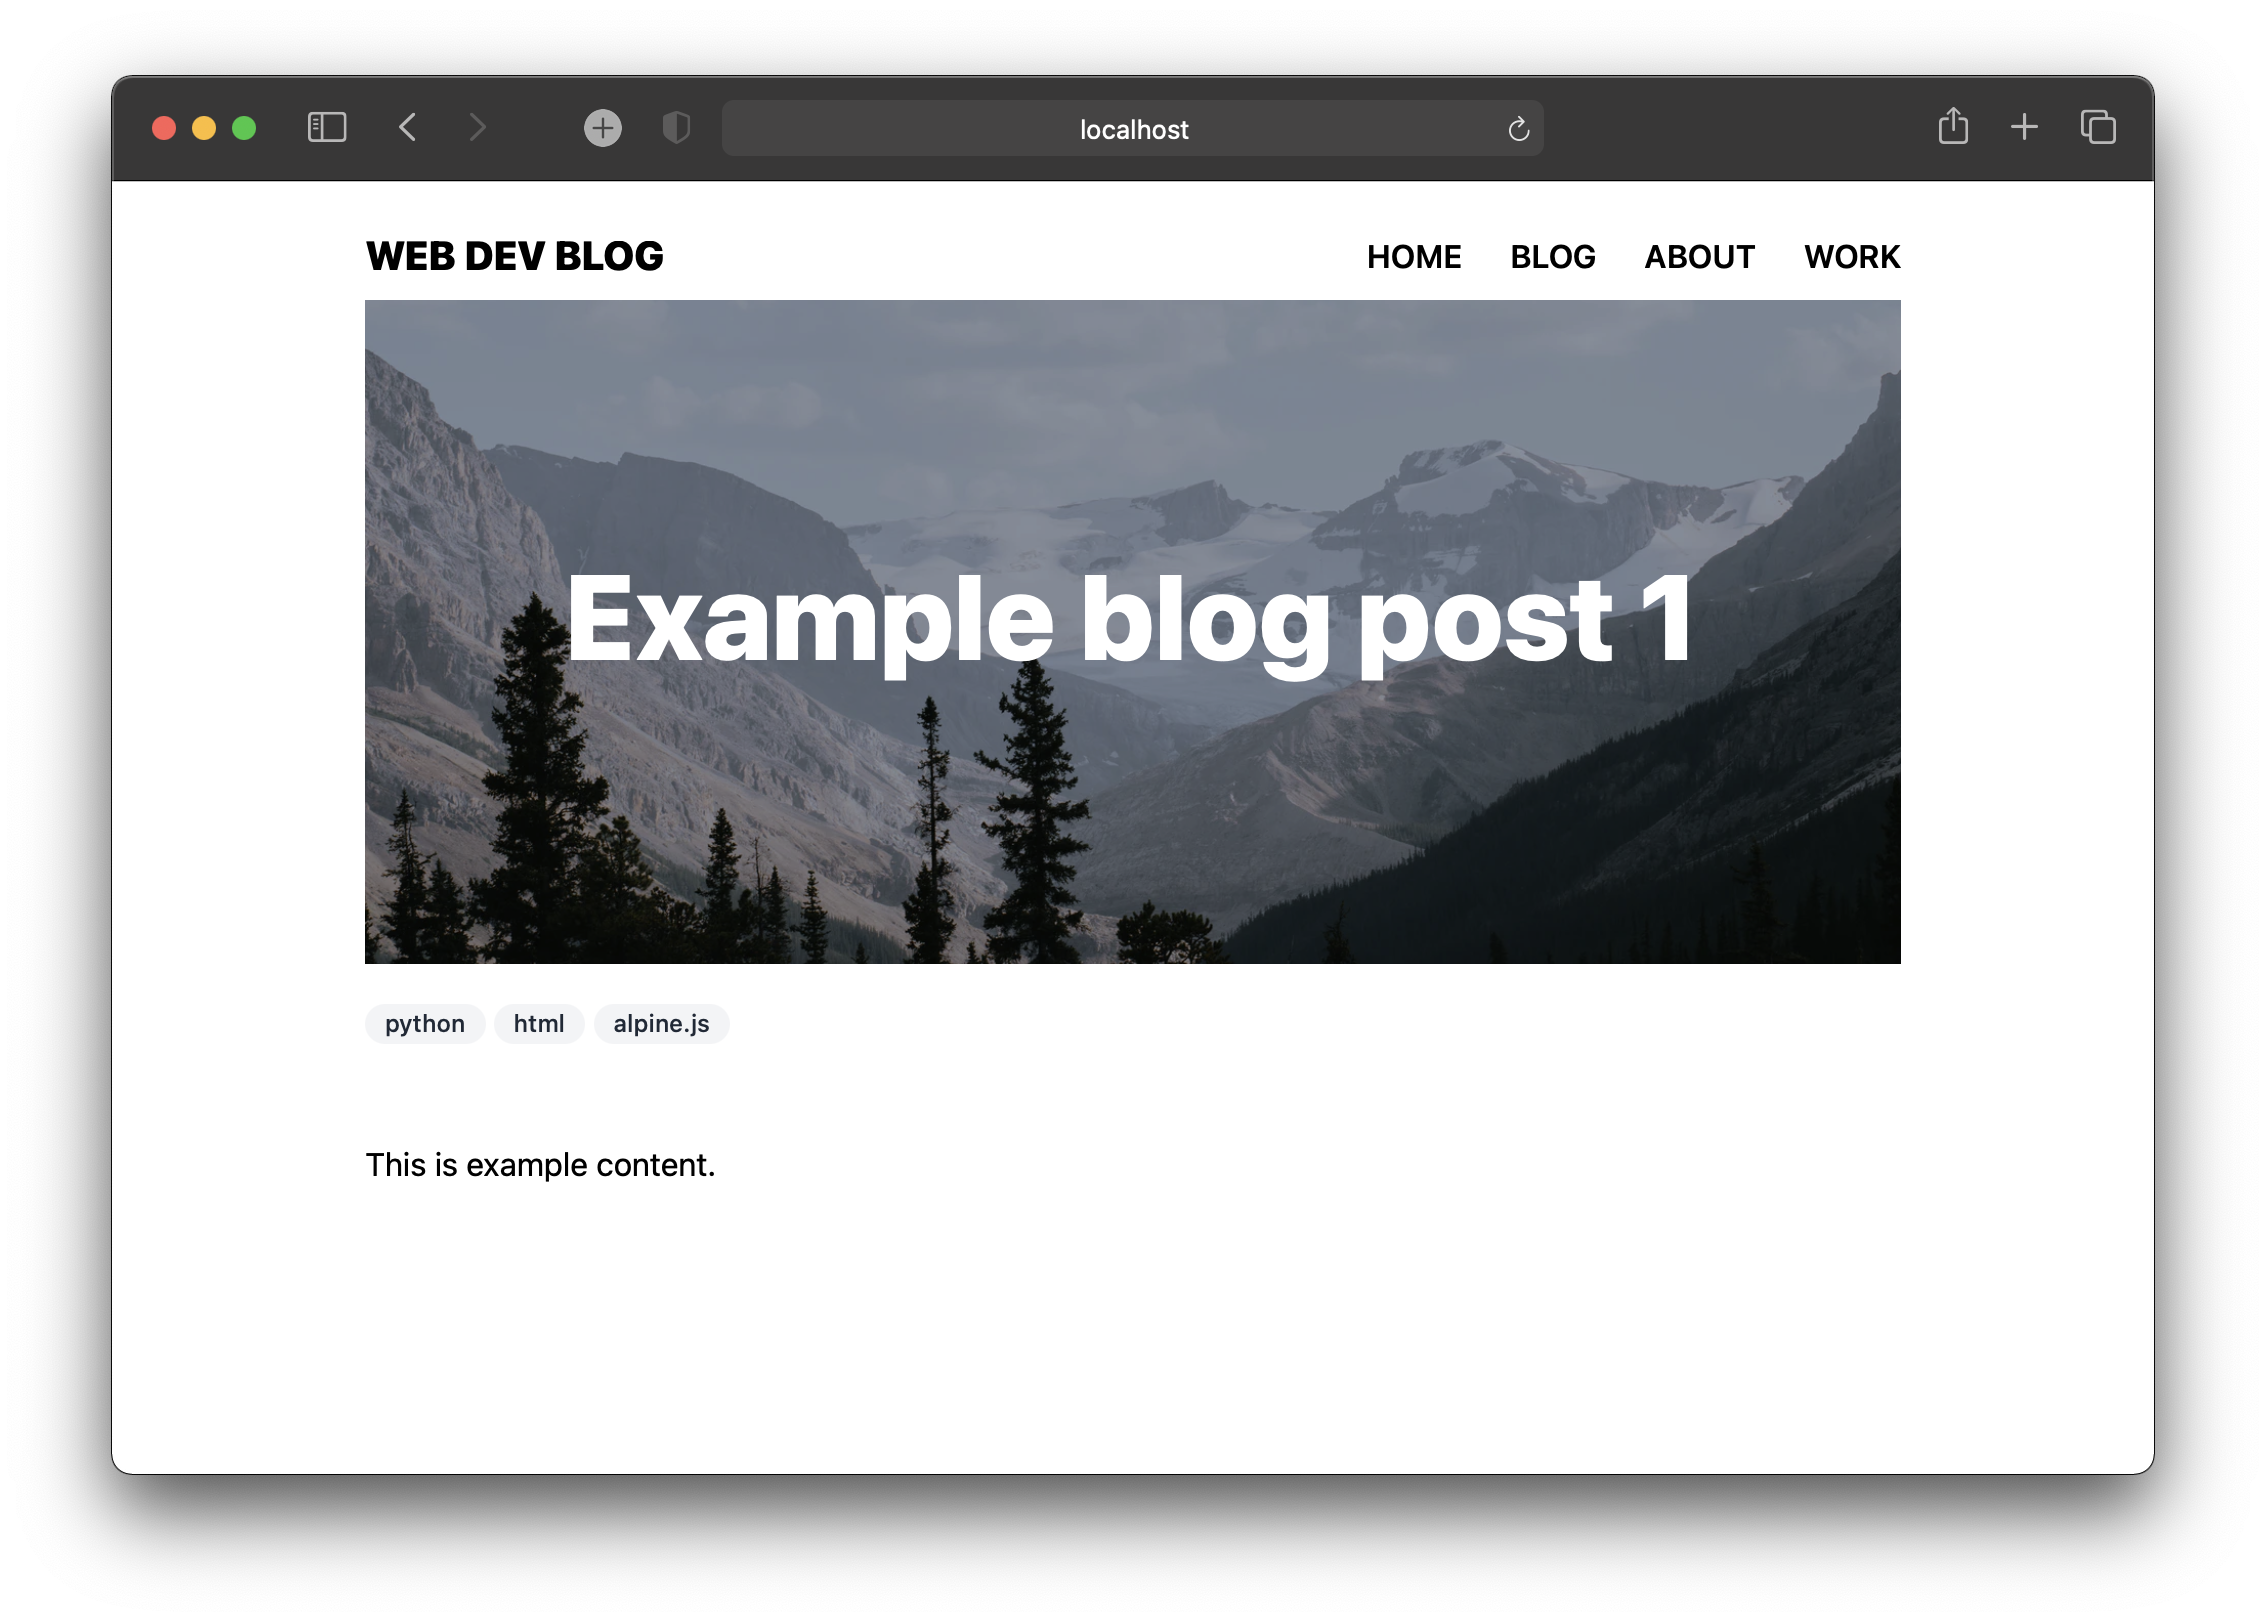 localhost
WEB DEV BLOG HOME BLOG ABOUT WORK
Example blog post 1
python html alpine.js
This is example content.